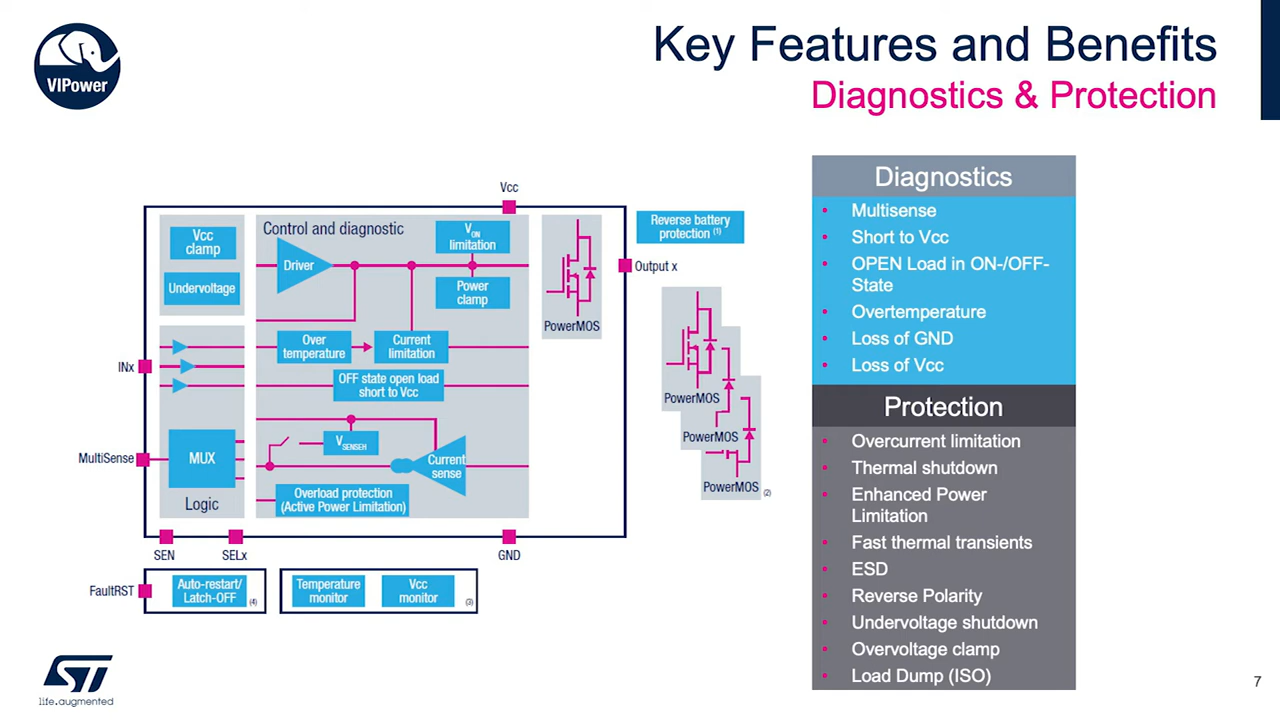 VIPower
Key Features and Benefits
Diagnostics & Protection
Vcc
Vcc
clamp
Undervoltage
Control and diagnostic
Driver
VON
limitation
Power
clamp
PowerMOS
Reverse battery
protection (1)
Output x
Over
temperature
Current
limitation
OFF state open load
short to Vcc
INx
MultiSense
MUX
Logic
VSENSEH
Current
sense
Overload protection
(Active Power Limitation)
PowerMOS
PowerMOS
PowerMOS
(2)
SEN
SELx
GND
FaultRST
Auto-restart/
Latch-OFF
(4)
Temperature
monitor
Vcc
monitor
(3)
Diagnostics
• Multisense
• Short to Vcc
• OPEN Load in ON-/OFF-
State
• Overtemperature
• Loss of GND
• Loss of Vcc
Protection
• Overcurrent limitation
• Thermal shutdown
• Enhanced Power
Limitation
• Fast thermal transients
• ESD
• Reverse Polarity
• Undervoltage shutdown
• Overvoltage clamp
• Load Dump (ISO)
ST
life.augmented
7